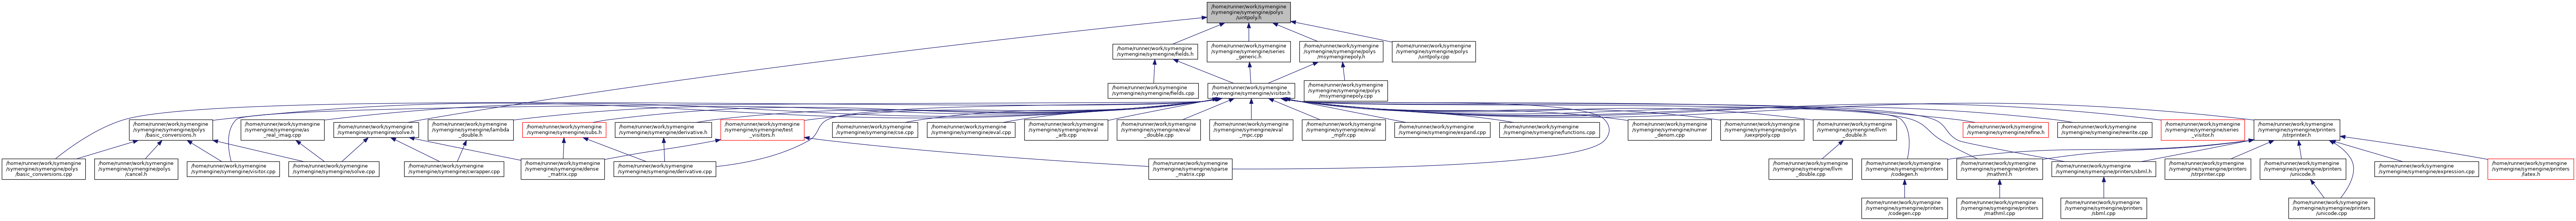 /home/runner/work/symengine
/symengine/symengine/polys
/uintpoly.h
/home/runner/work/symengine
/symengine/symengine/fields.h
/home/runner/work/symengine
/symengine/symengine/series
_generic.h
/home/runner/work/symengine
/symengine/symengine/polys
/msymenginepoly.h
/home/runner/work/symengine
/symengine/symengine/polys
/uintpoly.cpp
/home/runner/work/symengine
/symengine/symengine/fields.cpp
/home/runner/work/symengine
/symengine/symengine/visitor.h
/home/runner/work/symengine
/symengine/symengine/polys
/msymenginepoly.cpp
/home/runner/work/symengine
/symengine/symengine/polys
/basic_conversions.h
/home/runner/work/symengine
/symengine/symengine/as
_real_imag.cpp
/home/runner/work/symengine
/symengine/symengine/solve.h
/home/runner/work/symengine
/symengine/symengine/lambda
_double.h
/home/runner/work/symengine
/symengine/symengine/subs.h
/home/runner/work/symengine
/symengine/symengine/derivative.h
/home/runner/work/symengine
/symengine/symengine/test
_visitors.h
/home/runner/work/symengine
/symengine/symengine/cse.cpp
/home/runner/work/symengine
/symengine/symengine/eval.cpp
/home/runner/work/symengine
/symengine/symengine/eval
_arb.cpp
/home/runner/work/symengine
/symengine/symengine/eval
_double.cpp
/home/runner/work/symengine
/symengine/symengine/eval
_mpc.cpp
/home/runner/work/symengine
/symengine/symengine/eval
_mpfr.cpp
/home/runner/work/symengine
/symengine/symengine/expand.cpp
/home/runner/work/symengine
/symengine/symengine/functions.cpp
/home/runner/work/symengine
/symengine/symengine/numer
_denom.cpp
/home/runner/work/symengine
/symengine/symengine/polys
/uexprpoly.cpp
/home/runner/work/symengine
/symengine/symengine/llvm
_double.h
/home/runner/work/symengine
/symengine/symengine/refine.h
/home/runner/work/symengine
/symengine/symengine/rewrite.cpp
/home/runner/work/symengine
/symengine/symengine/series
_visitor.h
/home/runner/work/symengine
/symengine/symengine/printers
/strprinter.h
/home/runner/work/symengine
/symengine/symengine/polys
/basic_conversions.cpp
/home/runner/work/symengine
/symengine/symengine/polys
/cancel.h
/home/runner/work/symengine
/symengine/symengine/visitor.cpp
/home/runner/work/symengine
/symengine/symengine/solve.cpp
/home/runner/work/symengine
/symengine/symengine/cwrapper.cpp
/home/runner/work/symengine
/symengine/symengine/dense
_matrix.cpp
/home/runner/work/symengine
/symengine/symengine/derivative.cpp
/home/runner/work/symengine
/symengine/symengine/sparse
_matrix.cpp
/home/runner/work/symengine
/symengine/symengine/llvm
_double.cpp
/home/runner/work/symengine
/symengine/symengine/printers
/codegen.h
/home/runner/work/symengine
/symengine/symengine/printers
/mathml.h
/home/runner/work/symengine
/symengine/symengine/printers/sbml.h
/home/runner/work/symengine
/symengine/symengine/printers
/strprinter.cpp
/home/runner/work/symengine
/symengine/symengine/printers
/unicode.h
/home/runner/work/symengine
/symengine/symengine/expression.cpp
/home/runner/work/symengine
/symengine/symengine/printers
/latex.h
/home/runner/work/symengine
/symengine/symengine/printers
/codegen.cpp
/home/runner/work/symengine
/symengine/symengine/printers
/mathml.cpp
/home/runner/work/symengine
/symengine/symengine/printers
/sbml.cpp
/home/runner/work/symengine
/symengine/symengine/printers
/unicode.cpp